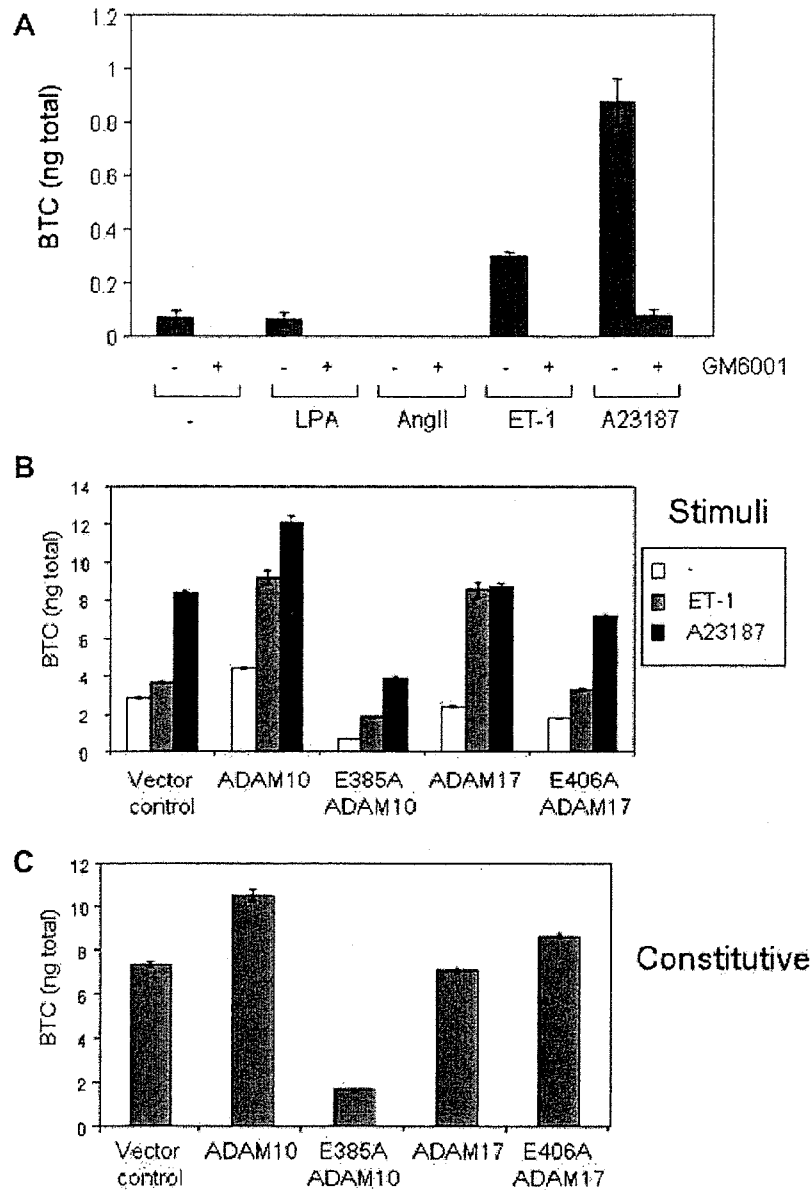 A
1.2
1
0.8
0.6
0.4
0.2
0
BTC (ng total)
- + - + - + - + - + GM6001
- LPA AngII ET-1 A23187
B
14
12
10
8
6
4
2
0
BTC (ng total)
Stimuli
-
ET-1
A23187
Vector control
ADAM10
E385A ADAM10
ADAM17
E406A ADAM17
C
12
10
8
6
4
2
0
BTC (ng total)
Constitutive
Vector control
ADAM10
E385A ADAM10
ADAM17
E406A ADAM17